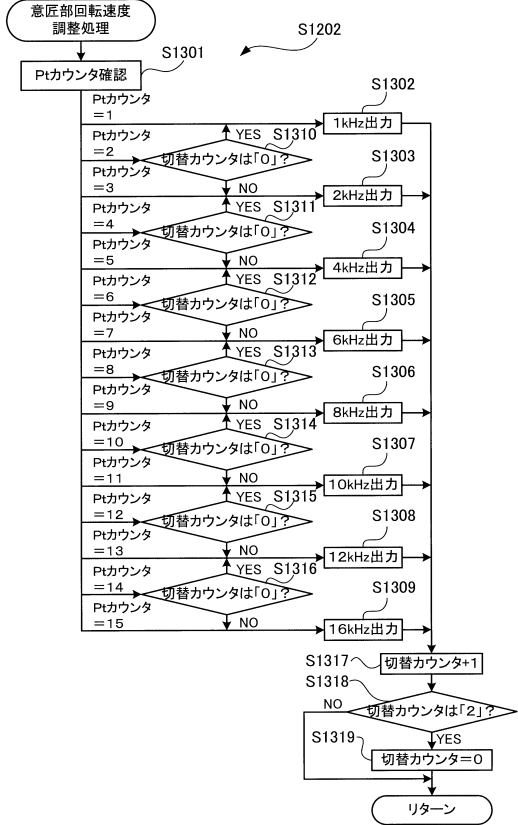 意匠部回転速度
調整処理
S1202
S1301
Ptカウンタ確認
Ptカウンタ
=1
S1302
1kHz出力
YES
S1310
Ptカウンタ
=2
切替カウンタは「0」?
S1303
Ptカウンタ
=3
NO
2kHz出力
YES
S1311
Ptカウンタ
=4
切替カウンタは「0」?
S1304
Ptカウンタ
=5
NO
4kHz出力
YES
S1312
Ptカウンタ
=6
切替カウンタは「0」?
S1305
Ptカウンタ
=7
NO
6kHz出力
YES
S1313
Ptカウンタ
=8
切替カウンタは「0」?
S1306
Ptカウンタ
=9
NO
8kHz出力
YES
S1314
Ptカウンタ
=10
切替カウンタは「0」?
S1307
Ptカウンタ
=11
NO
10kHz出力
YES
S1315
Ptカウンタ
=12
切替カウンタは「0」?
S1308
Ptカウンタ
=13
NO
12kHz出力
YES
S1316
Ptカウンタ
=14
切替カウンタは「0」?
S1309
Ptカウンタ
=15
NO
16kHz出力
S1317
切替カウンタ+1
S1318
NO
切替カウンタは「2」?
YES
S1319
切替カウンタ=0
リターン